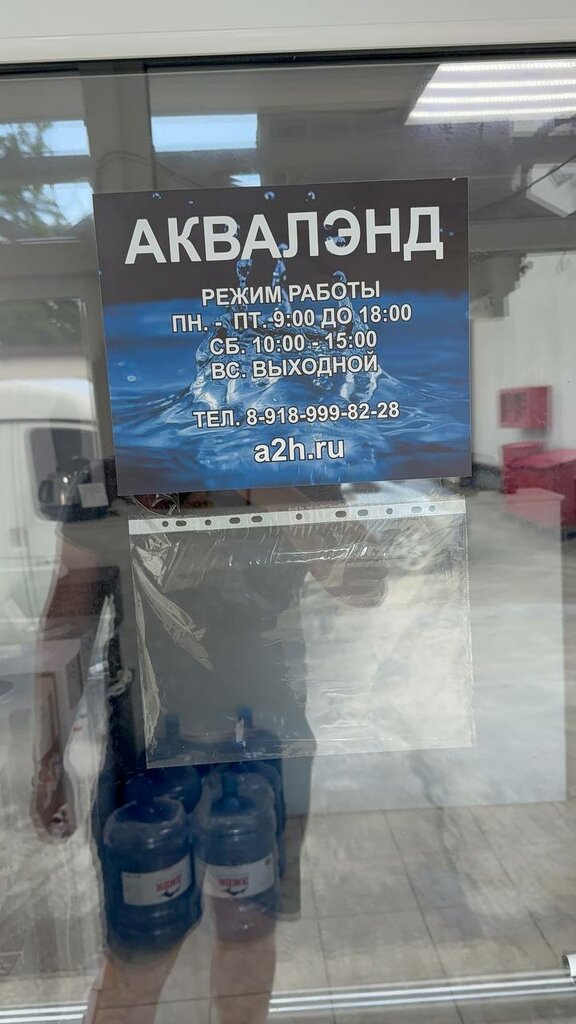 АКВАЛЭНД
РЕЖИМ РАБОТЫ
ПН. - ПТ. 9:00 ДО 18:00
СБ. 10:00 - 15:00
ВС. ВЫХОДНОЙ
ТЕЛ. 8-918-999-82-28
a2h.ru